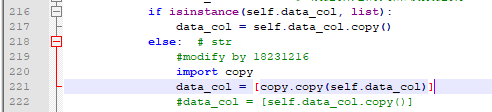 216 if isinstance(self.data_col, list):
217 data_col = self.data_col.copy()
218 else:  # str
219 #modify by 18231216
220 import copy
221 data_col = [copy.copy(self.data_col)]
222 #data_col = [self.data_col.copy()]